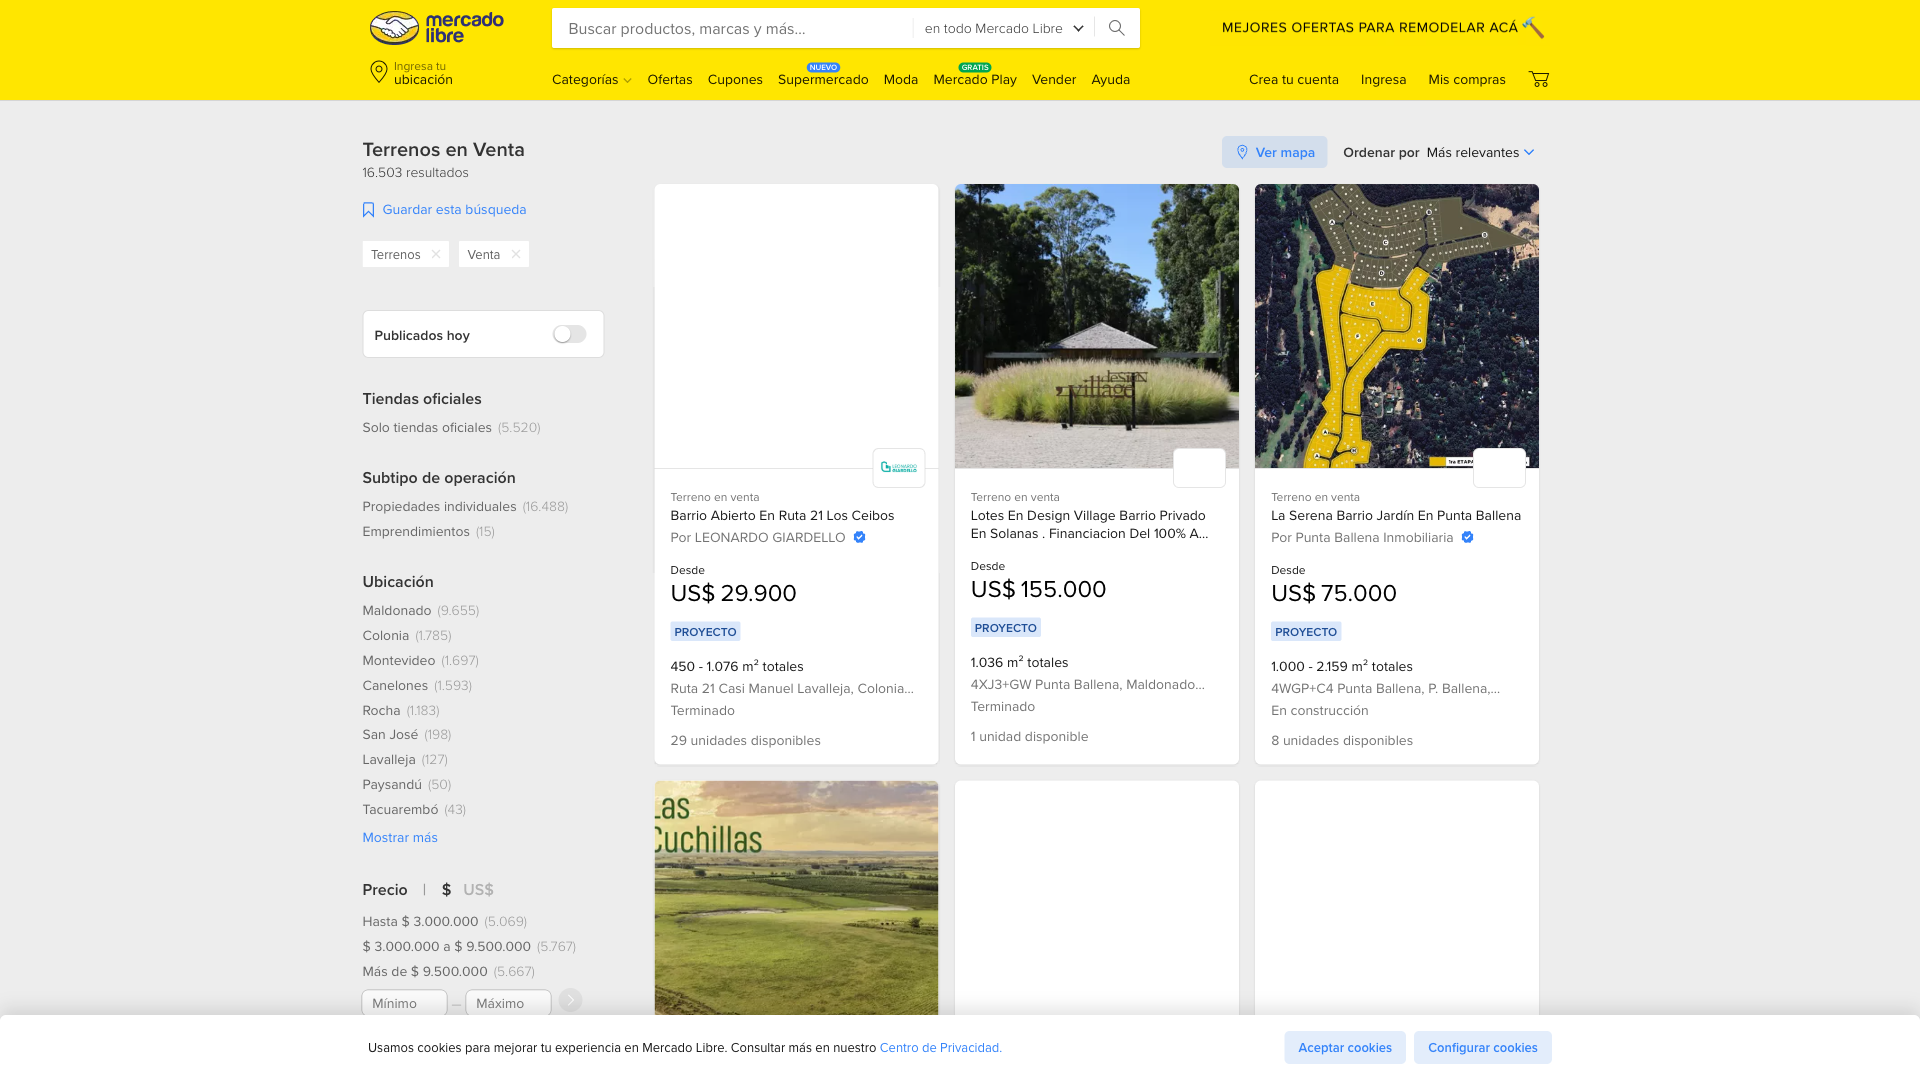 mercado
libre
Buscar productos, marcas y más...
en todo Mercado Libre
MEJORES OFERTAS PARA REMODELAR ACÁ
Ingresa tu
ubicación
Categorías
Ofertas
Cupones
NUEVO
Supermercado
Moda
GRATIS
Mercado Play
Vender
Ayuda
Crea tu cuenta
Ingresa
Mis compras
Terrenos en Venta
16.503 resultados
Guardar esta búsqueda
Terrenos
Venta
Publicados hoy
Tiendas oficiales
Solo tiendas oficiales (5.520)
Subtipo de operación
Propiedades individuales (16.488)
Emprendimientos (15)
Ubicación
Maldonado (9.655)
Colonia (1.785)
Montevideo (1.697)
Canelones (1.593)
Rocha (1.183)
San José (198)
Lavalleja (127)
Paysandú (50)
Tacuarembó (43)
Mostrar más
Precio | $ US$
Hasta $ 3.000.000 (5.069)
$ 3.000.000 a $ 9.500.000 (5.767)
Más de $ 9.500.000 (5.667)
Mínimo — Máximo
Ver mapa
Ordenar por Más relevantes
LEONARDO
GIARDELLO
Terreno en venta
Barrio Abierto En Ruta 21 Los Ceibos
Por LEONARDO GIARDELLO
Desde
US$ 29.900
PROYECTO
450 - 1.076 m² totales
Ruta 21 Casi Manuel Lavalleja, Colonia...
Terminado
29 unidades disponibles
design
village
Terreno en venta
Lotes En Design Village Barrio Privado
En Solanas . Financiacion Del 100% A...
Desde
US$ 155.000
PROYECTO
1.036 m² totales
4XJ3+GW Punta Ballena, Maldonado...
Terminado
1 unidad disponible
1ra ETAPA
Terreno en venta
La Serena Barrio Jardín En Punta Ballena
Por Punta Ballena Inmobiliaria
Desde
US$ 75.000
PROYECTO
1.000 - 2.159 m² totales
4WGP+C4 Punta Ballena, P. Ballena,...
En construcción
8 unidades disponibles
Las
Cuchillas
Usamos cookies para mejorar tu experiencia en Mercado Libre. Consultar más en nuestro Centro de Privacidad.
Aceptar cookies
Configurar cookies